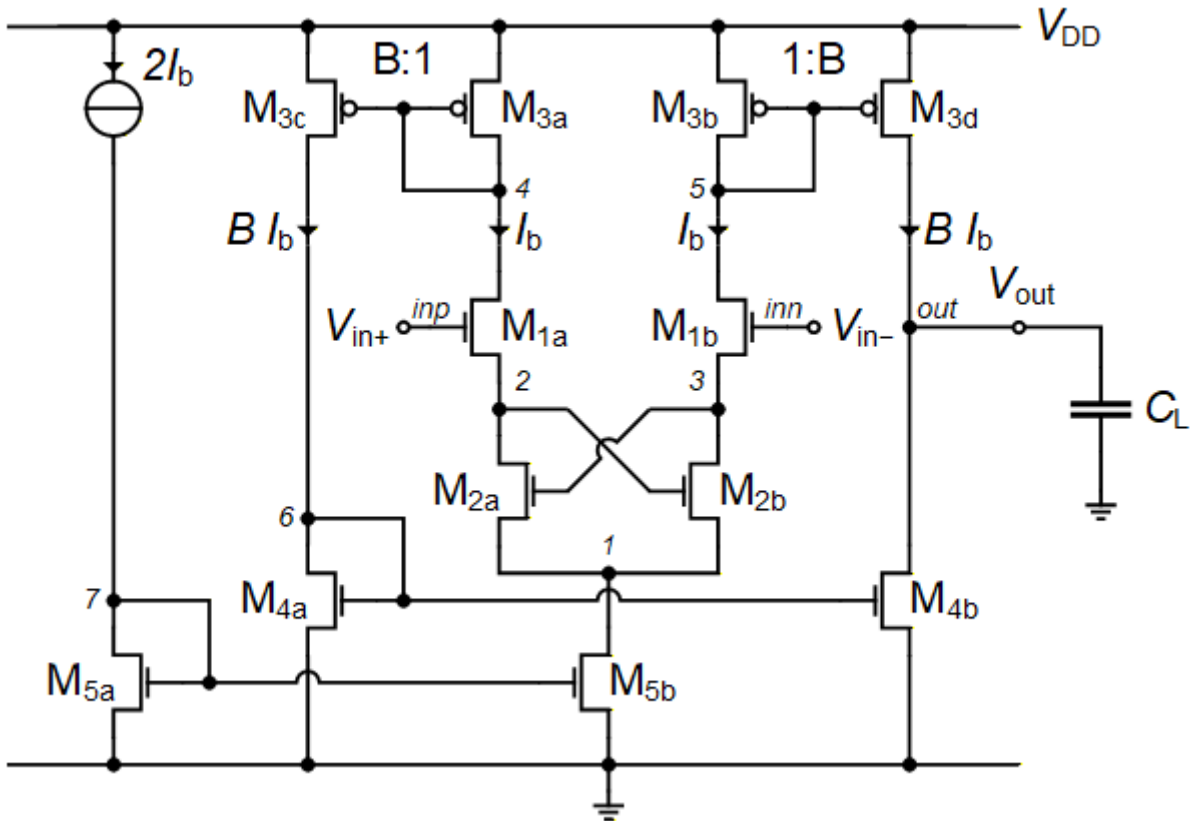 V_DD
2I_b
B:1
1:B
M_3c
M_3a
M_3b
M_3d
4
5
B I_b
I_b
I_b
B I_b
V_in+
inp
M_1a
M_1b
inn
V_in−
out
V_out
2
3
C_L
M_2a
M_2b
6
1
7
M_4a
M_4b
M_5a
M_5b